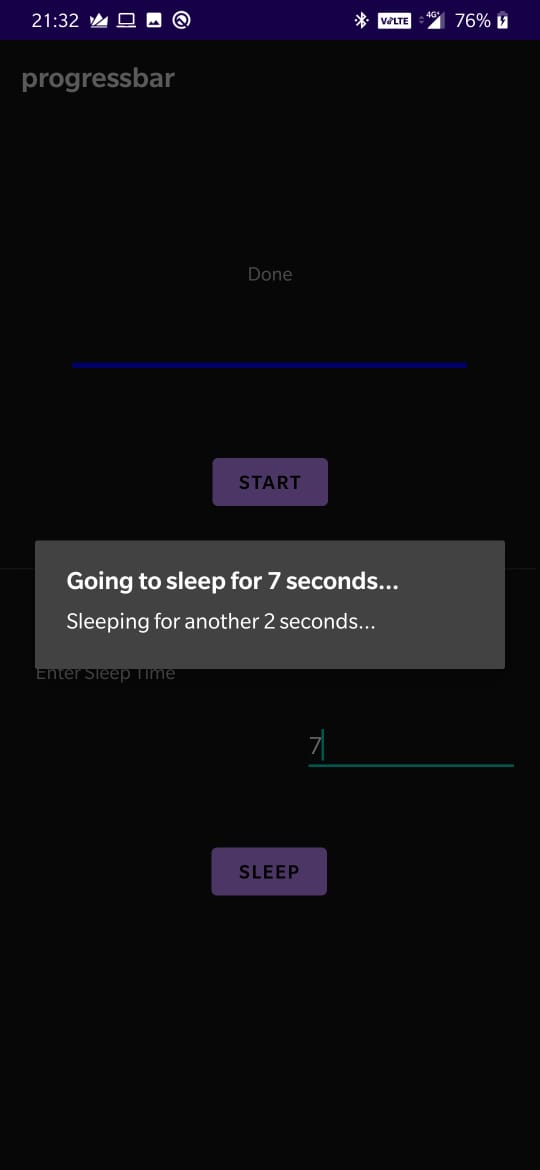 21:32 VoLTE 4G+ 76%
progressbar
Done
START
Going to sleep for 7 seconds...
Sleeping for another 2 seconds...
Enter Sleep Time
7
SLEEP